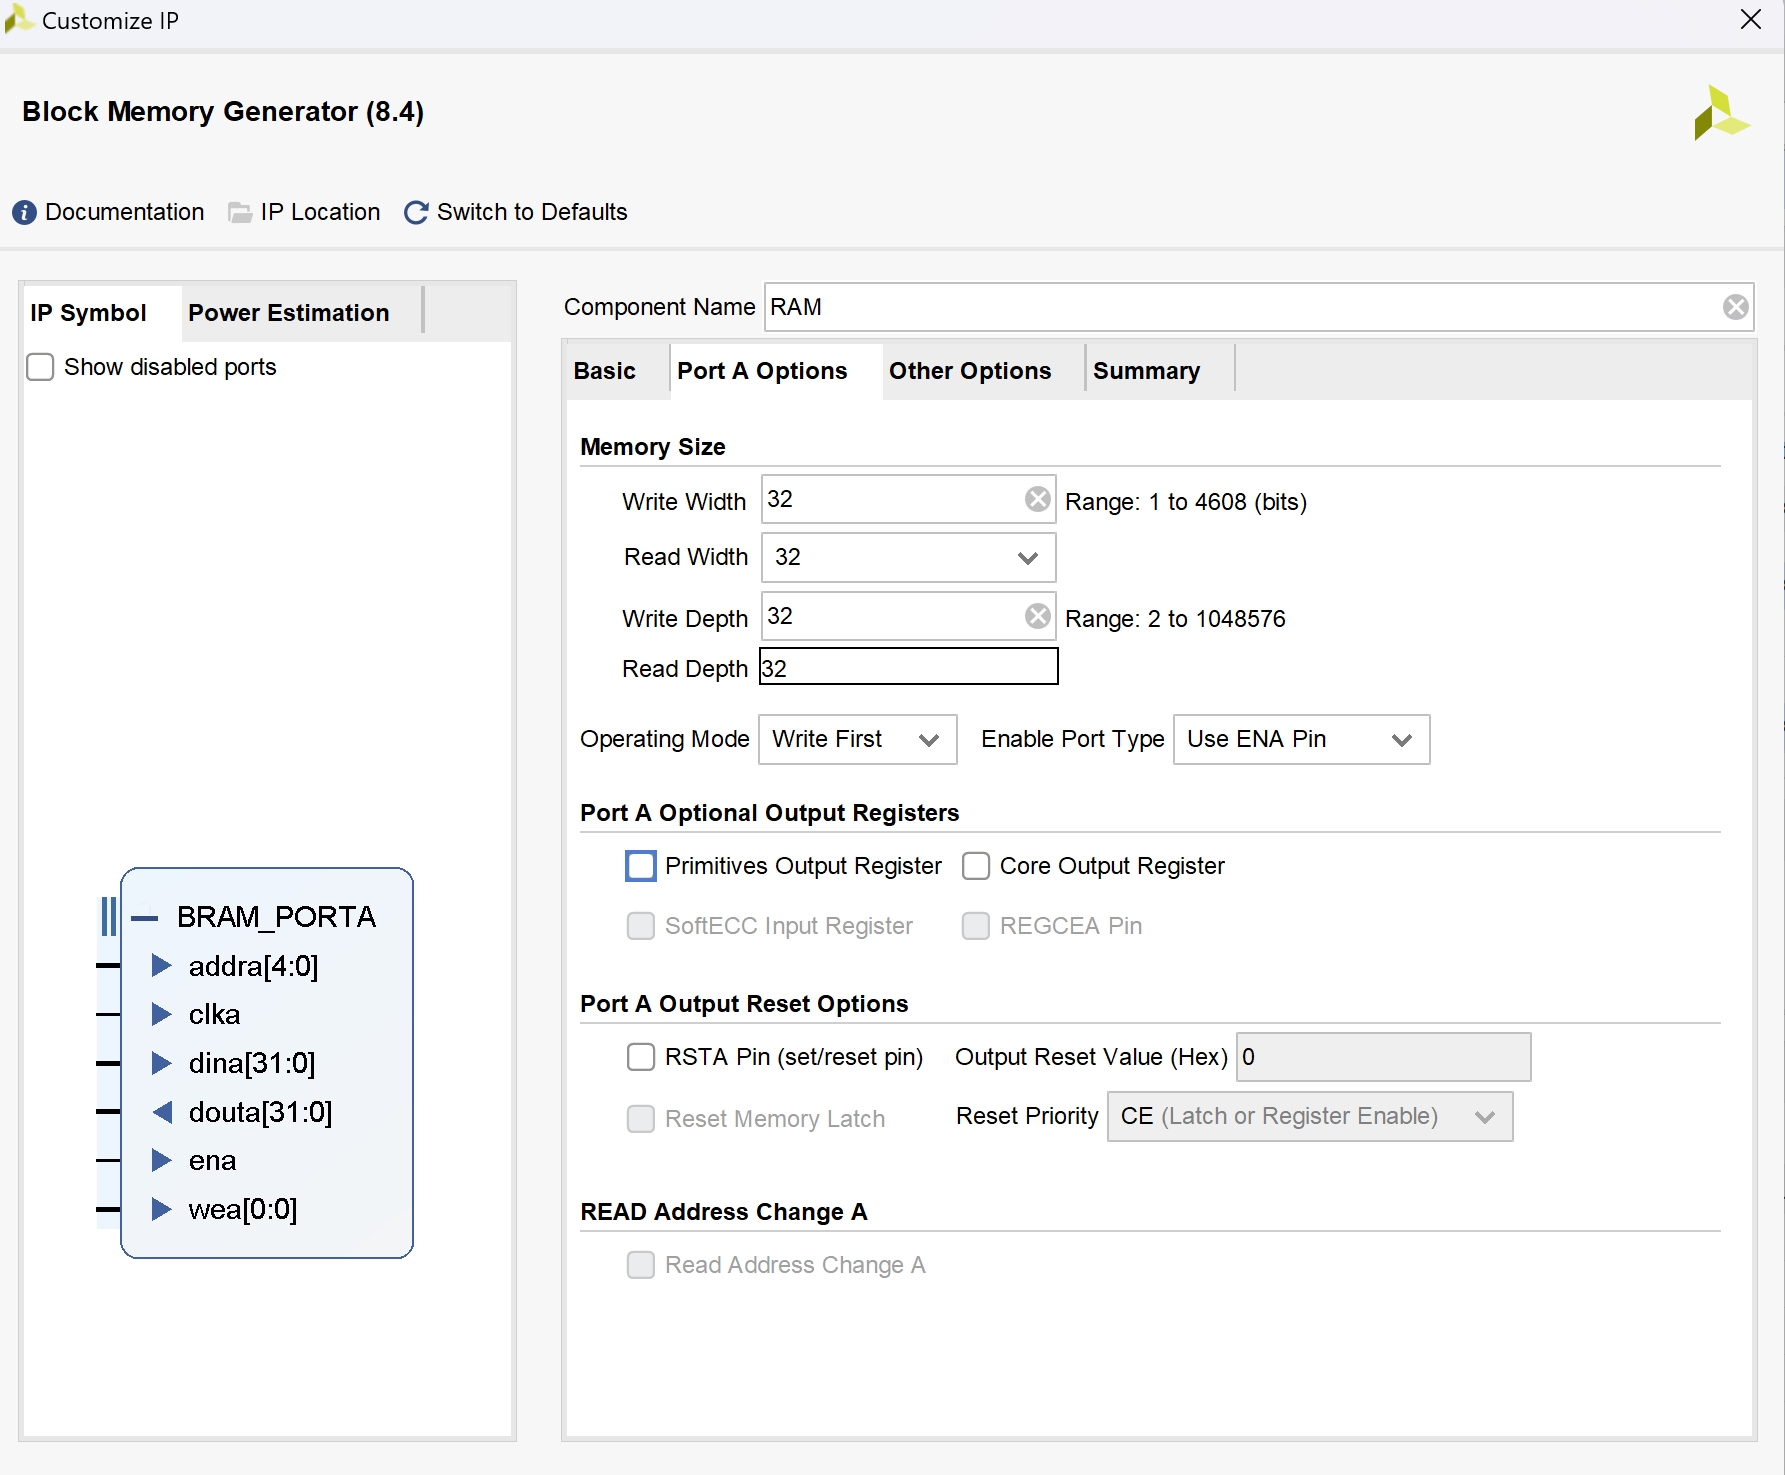 Customize IP
Block Memory Generator (8.4)
Documentation IP Location Switch to Defaults
IP Symbol Power Estimation
Show disabled ports
BRAM_PORTA
addra[4:0]
clka
dina[31:0]
douta[31:0]
ena
wea[0:0]
Component Name RAM
Basic Port A Options Other Options Summary
Memory Size
Write Width 32 Range: 1 to 4608 (bits)
Read Width 32
Write Depth 32 Range: 2 to 1048576
Read Depth 32
Operating Mode Write First Enable Port Type Use ENA Pin
Port A Optional Output Registers
Primitives Output Register Core Output Register
SoftECC Input Register REGCEA Pin
Port A Output Reset Options
RSTA Pin (set/reset pin) Output Reset Value (Hex) 0
Reset Memory Latch Reset Priority CE (Latch or Register Enable)
READ Address Change A
Read Address Change A